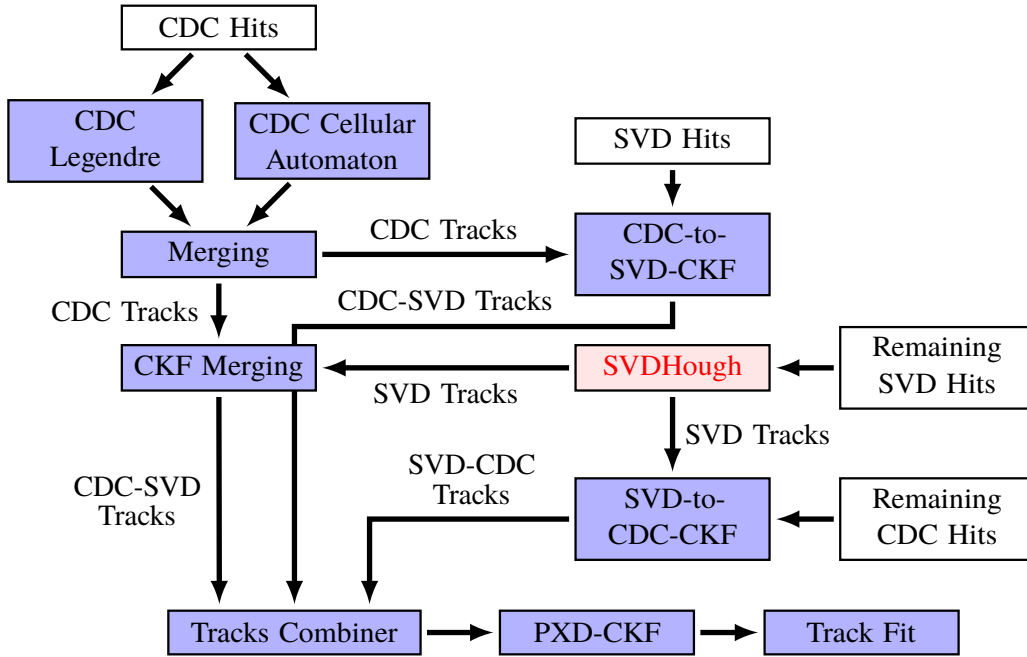 CDC Hits
CDC
Legendre
CDC Cellular
Automaton
SVD Hits
Merging
CDC Tracks
CDC-to-
SVD-CKF
CDC Tracks
CDC-SVD Tracks
CKF Merging
SVD Tracks
SVDHough
Remaining
SVD Hits
SVD Tracks
CDC-SVD
Tracks
SVD-CDC
Tracks
SVD-to-
CDC-CKF
Remaining
CDC Hits
Tracks Combiner
PXD-CKF
Track Fit